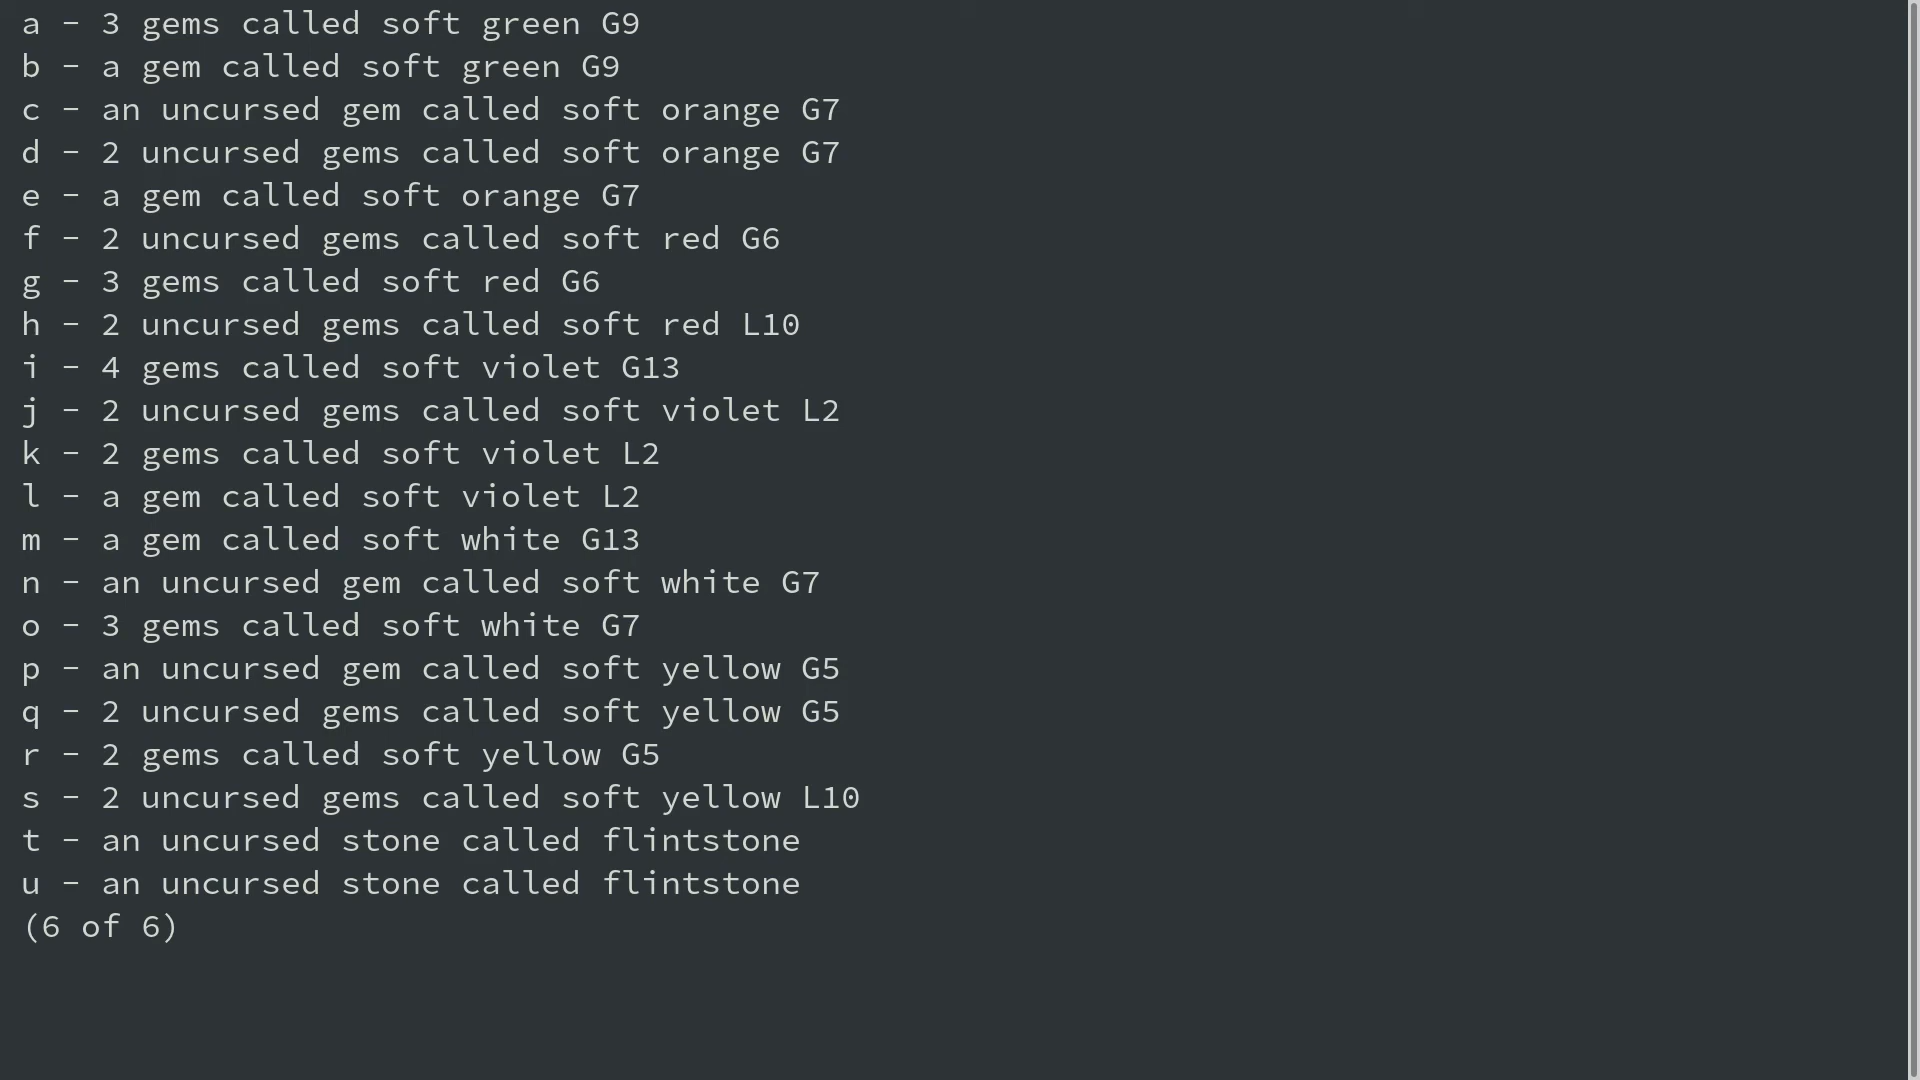 a - 3 gems called soft green G9
b - a gem called soft green G9
c - an uncursed gem called soft orange G7
d - 2 uncursed gems called soft orange G7
e - a gem called soft orange G7
f - 2 uncursed gems called soft red G6
g - 3 gems called soft red G6
h - 2 uncursed gems called soft red L10
i - 4 gems called soft violet G13
j - 2 uncursed gems called soft violet L2
k - 2 gems called soft violet L2
l - a gem called soft violet L2
m - a gem called soft white G13
n - an uncursed gem called soft white G7
o - 3 gems called soft white G7
p - an uncursed gem called soft yellow G5
q - 2 uncursed gems called soft yellow G5
r - 2 gems called soft yellow G5
s - 2 uncursed gems called soft yellow L10
t - an uncursed stone called flintstone
u - an uncursed stone called flintstone
(6 of 6)